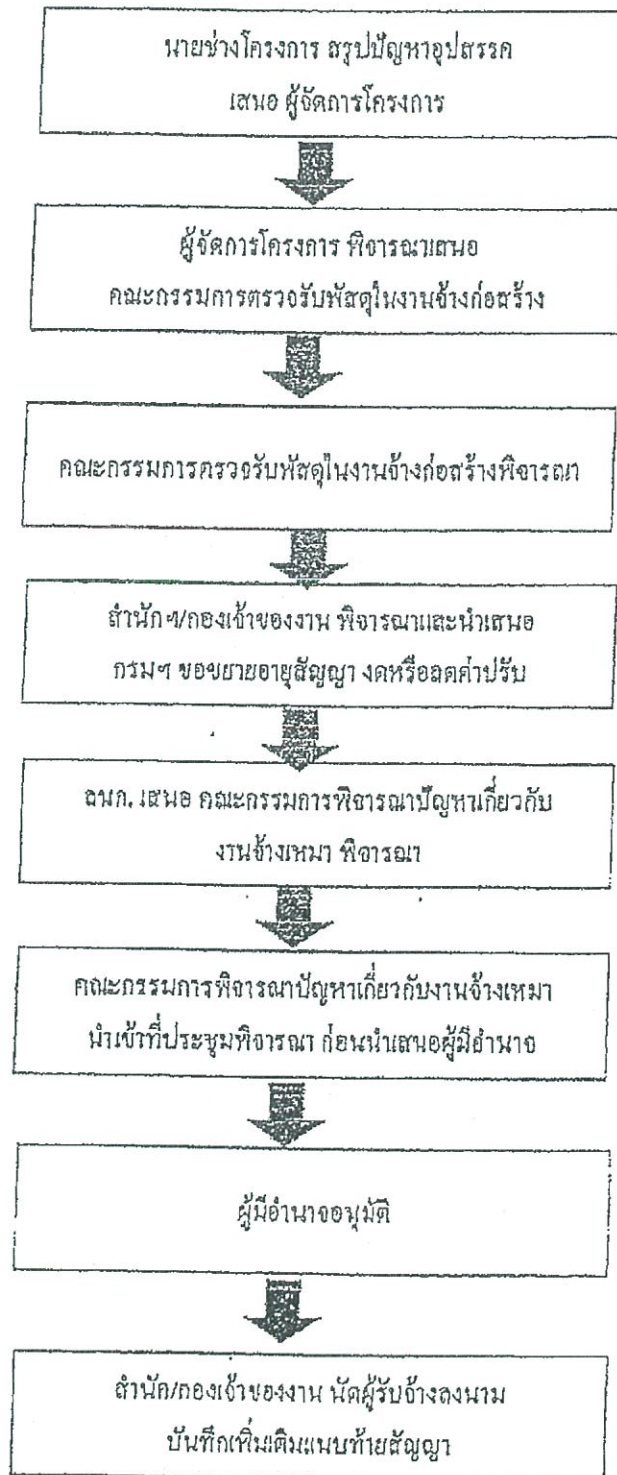 นายช่างโครงการ สรุปปัญหาอุปสรรค
เสนอ ผู้จัดการโครงการ
ผู้จัดการโครงการ พิจารณาเสนอ
คณะกรรมการตรวจรับพัสดุในงานจ้างก่อสร้าง
คณะกรรมการตรวจรับพัสดุในงานจ้างก่อสร้างพิจารณา
สำนักฯ/กองเจ้าของงาน พิจารณาและนำเสนอ
กรมฯ ขอขยายอายุสัญญา งดหรือลดค่าปรับ
สนก. เสนอ คณะกรรมการพิจารณาปัญหาเกี่ยวกับ
งานจ้างเหมา พิจารณา
คณะกรรมการพิจารณาปัญหาเกี่ยวกับงานจ้างเหมา
นำเข้าที่ประชุมพิจารณา ก่อนนำเสนอผู้มีอำนาจ
ผู้มีอำนาจอนุมัติ
สำนัก/กองเจ้าของงาน นัดผู้รับจ้างลงนาม
บันทึกเพิ่มเติมแนบท้ายสัญญา